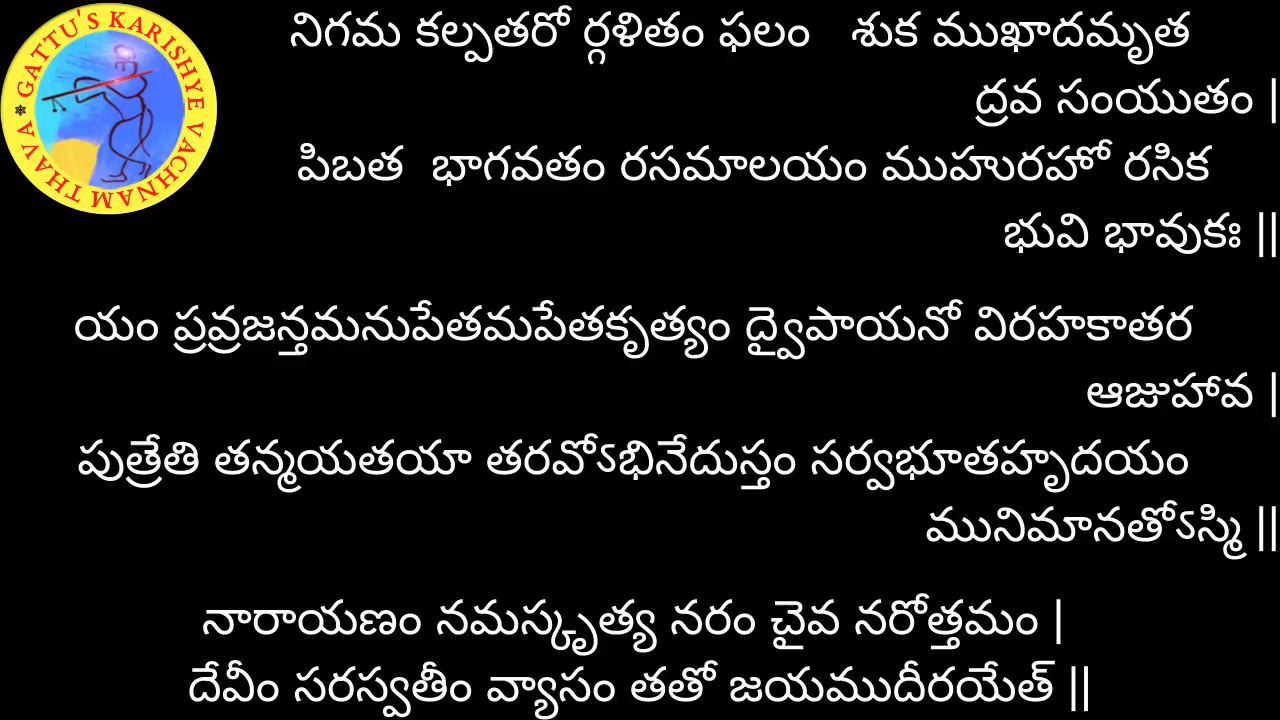 GATTU'S KARISHYE VACHNAM THAVA
నిగమ కల్పతరో ర్గళితం ఫలం శుక ముఖాదమృత
ద్రవ సంయుతం |
పిబత భాగవతం రసమాలయం ముహురహో రసిక
భువి భావుకః ||
యం ప్రవ్రజన్తమనుపేతమపేతకృత్యం ద్వైపాయనో విరహకాతర
ఆజుహావ |
పుత్రేతి తన్మయతయా తరవోఽభినేదుస్తం సర్వభూతహృదయం
మునిమానతోఽస్మి ||
నారాయణం నమస్కృత్య నరం చైవ నరోత్తమం |
దేవీం సరస్వతీం వ్యాసం తతో జయముదీరయేత్ ||